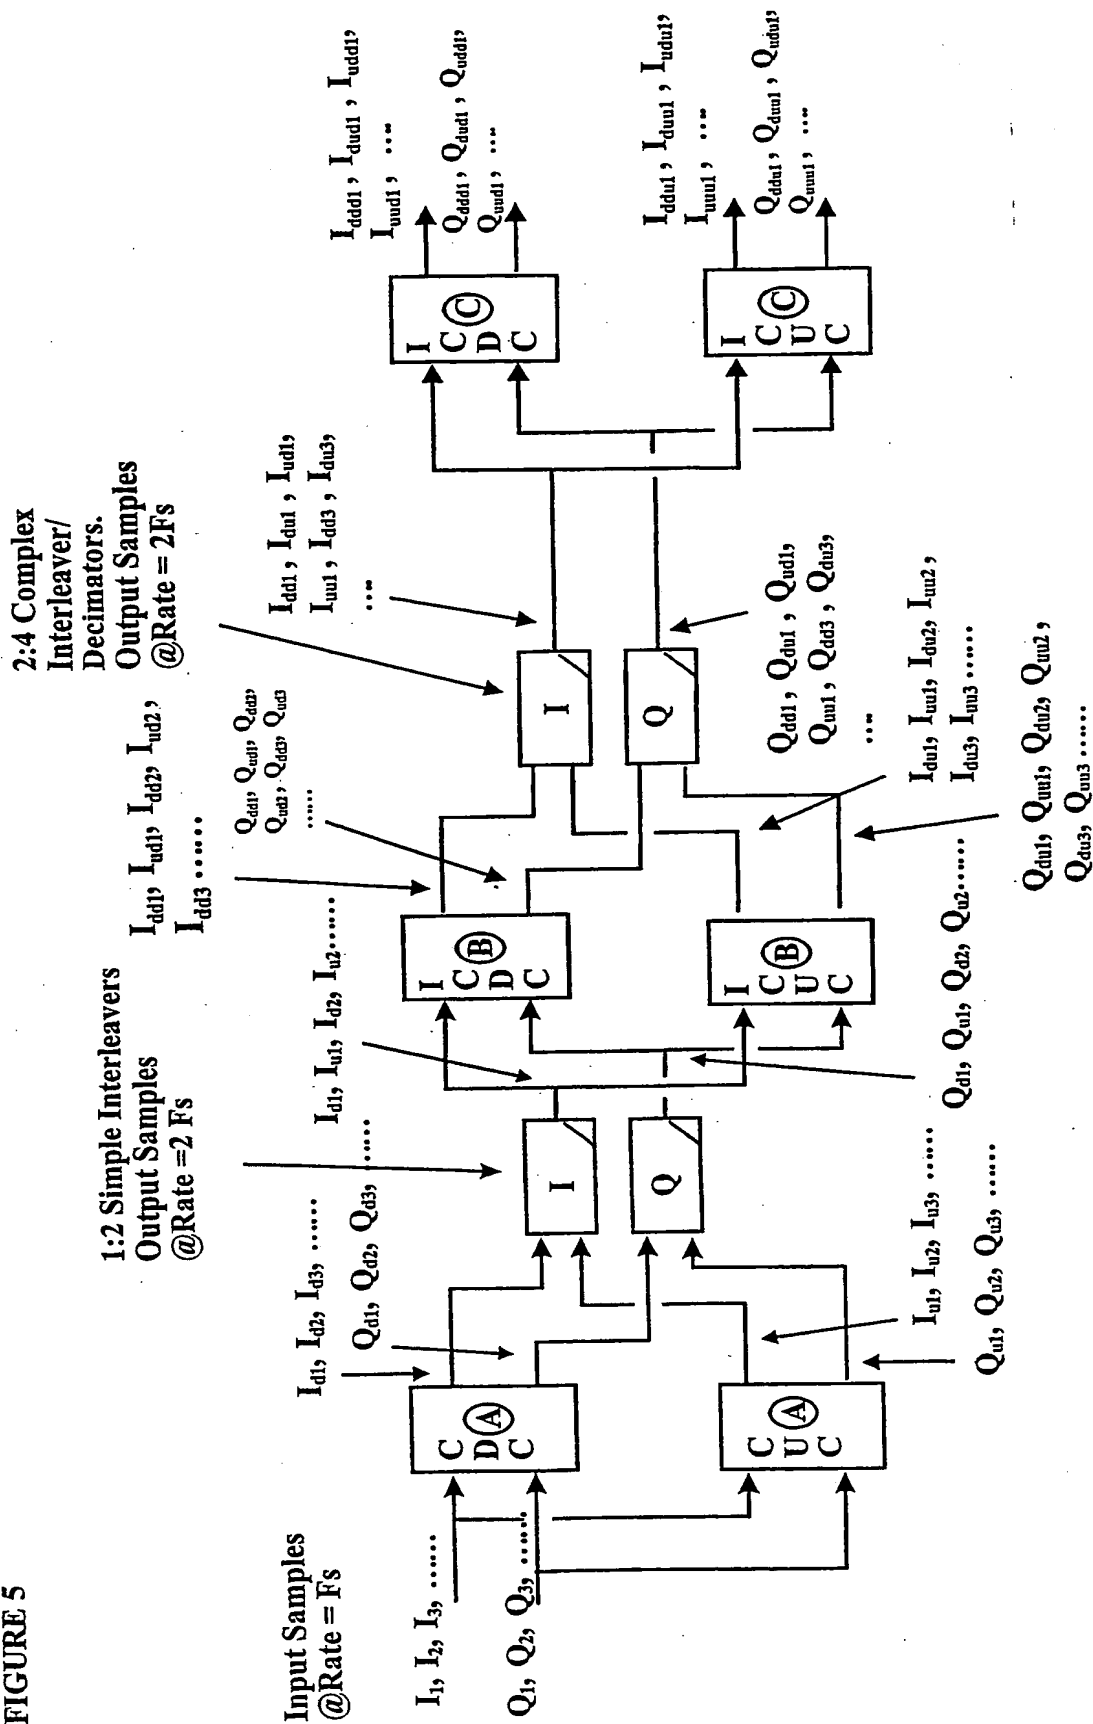 FIGURE 5
Input Samples
@Rate = Fs
I1, I2, I3, ......
Q1, Q2, Q3, ......
C
D
C
A
C
U
C
A
Id1, Id2, Id3, ......
Qd1, Qd2, Qd3, ......
Iu1, Iu2, Iu3, ......
Qu1, Qu2, Qu3, ......
1:2 Simple Interleavers
Output Samples
@Rate =2 Fs
I
Q
Id1, Iu1, Id2, Iu2......
Qd1, Qu1, Qd2, Qu2......
I
C
D
C
B
I
C
U
C
B
Idd1, Iud1, Idd2, Iud2,
Idd3 ......
Qdd1, Qud1, Qdd2,
Qud2, Qdd3, Qud3
......
Idu1, Iuu1, Idu2, Iuu2,
Idu3, Iuu3 ......
Qdu1, Quu1, Qdu2, Quu2,
Qdu3, Quu3 ......
2:4 Complex
Interleaver/
Decimators.
Output Samples
@Rate = 2Fs
I
Q
Idd1, Idu1, Iud1,
Iuu1, Idd3, Idu3,
....
Qdd1, Qdu1, Qud1,
Quu1, Qdd3, Qdu3,
....
I
C
D
C
C
I
C
U
C
C
Iddd1, Idud1, Iudd1,
Iuud1, ....
Qddd1, Qdud1, Qudd1,
Quud1, ....
Iddu1, Iduu1, Iudu1,
Iuuu1, ....
Qddu1, Qduu1, Qudu1,
Quuu1, ....